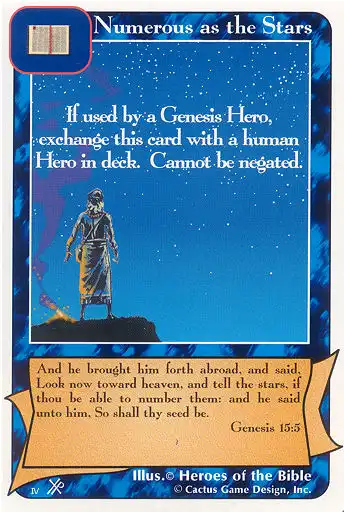 Numerous as the Stars
If used by a Genesis Hero,
exchange this card with a human
Hero in deck. Cannot be negated.
And he brought him forth abroad, and said,
Look now toward heaven, and tell the stars, if
thou be able to number them: and he said
unto him, So shall thy seed be.
Genesis 15:5
Illus.© Heroes of the Bible
IV
© Cactus Game Design, Inc.